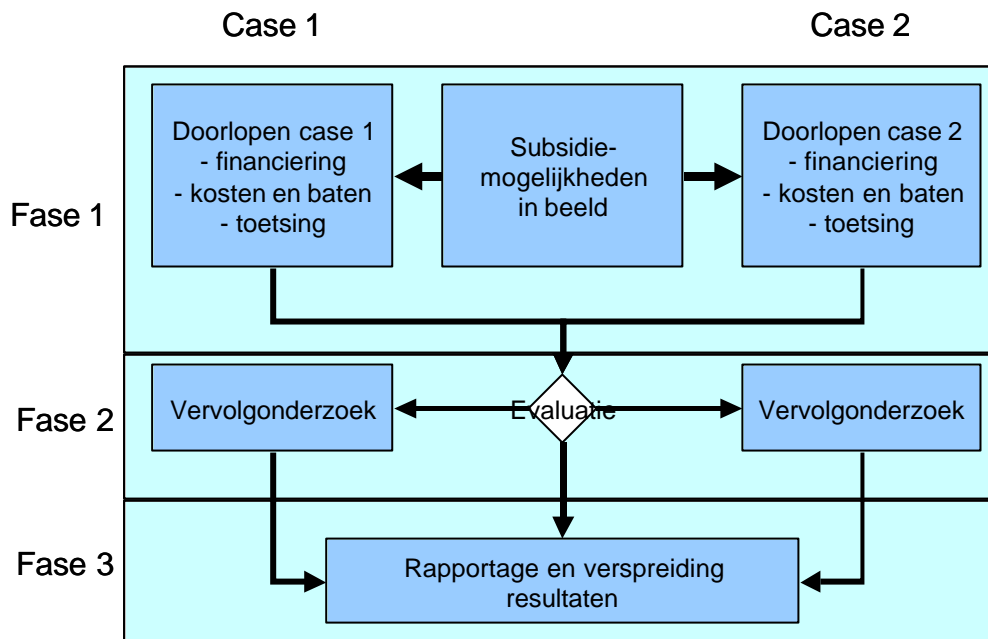 Case 1
Case 2
Fase 1
Doorlopen case 1
- financiering
- kosten en baten
- toetsing
Subsidie-
mogelijkheden
in beeld
Doorlopen case 2
- financiering
- kosten en baten
- toetsing
Fase 2
Vervolgonderzoek
Evaluatie
Vervolgonderzoek
Fase 3
Rapportage en verspreiding
resultaten